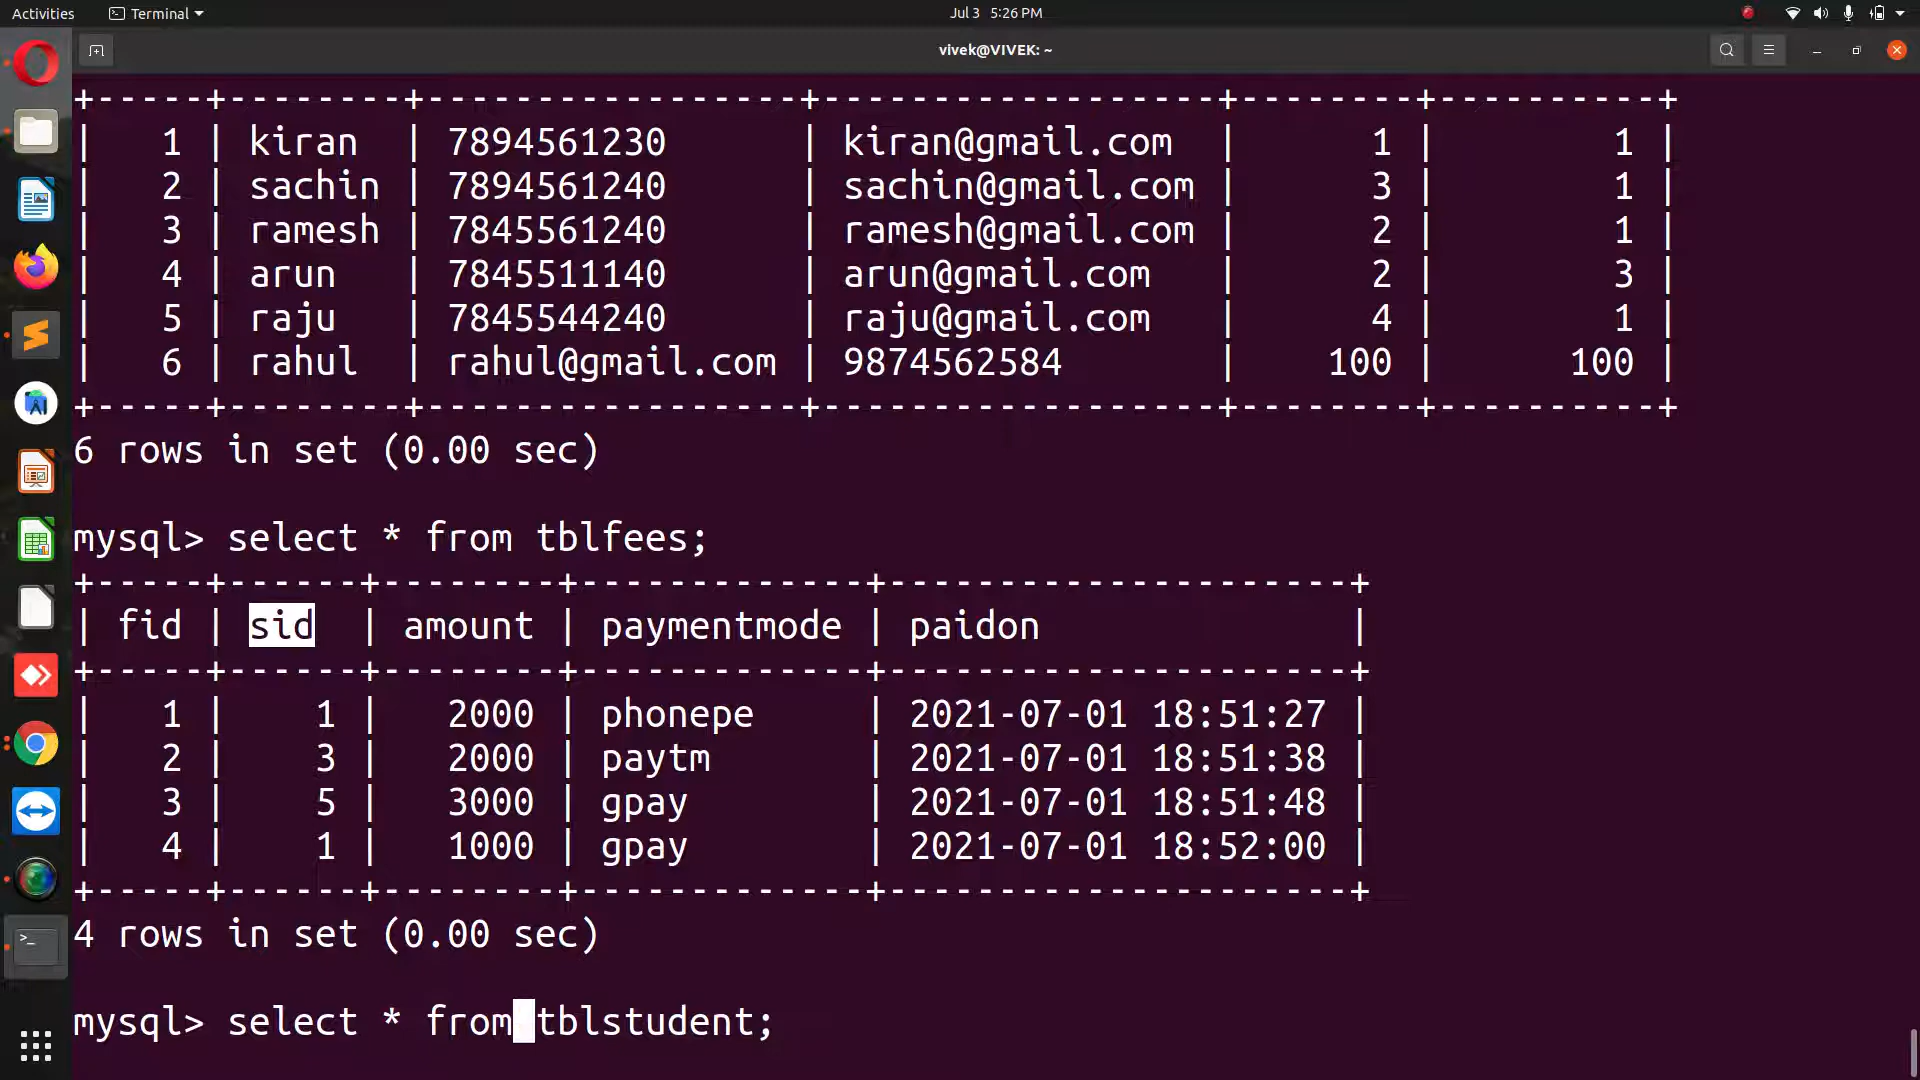 Activities Terminal Jul 3 5:26 PM
vivek@VIVEK: ~
+-----+--------+-----------------+------------------+--------+----------+
| 1 | kiran | 7894561230 | kiran@gmail.com | 1 | 1 |
| 2 | sachin | 7894561240 | sachin@gmail.com | 3 | 1 |
| 3 | ramesh | 7845561240 | ramesh@gmail.com | 2 | 1 |
| 4 | arun | 7845511140 | arun@gmail.com | 2 | 3 |
| 5 | raju | 7845544240 | raju@gmail.com | 4 | 1 |
| 6 | rahul | rahul@gmail.com | 9874562584 | 100 | 100 |
+-----+--------+-----------------+------------------+--------+----------+
6 rows in set (0.00 sec)
mysql> select * from tblfees;
+-----+------+--------+-------------+---------------------+
| fid | sid | amount | paymentmode | paidon |
+-----+------+--------+-------------+---------------------+
| 1 | 1 | 2000 | phonepe | 2021-07-01 18:51:27 |
| 2 | 3 | 2000 | paytm | 2021-07-01 18:51:38 |
| 3 | 5 | 3000 | gpay | 2021-07-01 18:51:48 |
| 4 | 1 | 1000 | gpay | 2021-07-01 18:52:00 |
+-----+------+--------+-------------+---------------------+
4 rows in set (0.00 sec)
mysql> select * from tblstudent;